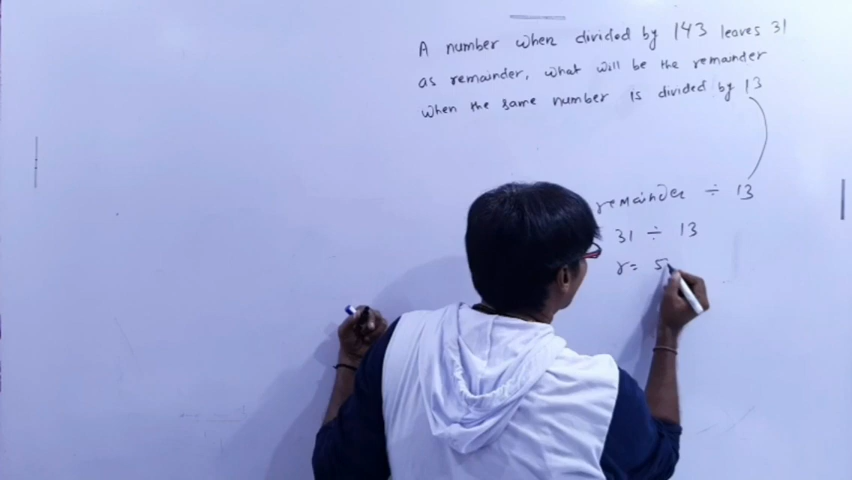 A number when divided by 143 leaves 31
as remainder, what will be the remainder
when the same number is divided by 13
remainder ÷ 13
31 ÷ 13
r= 5